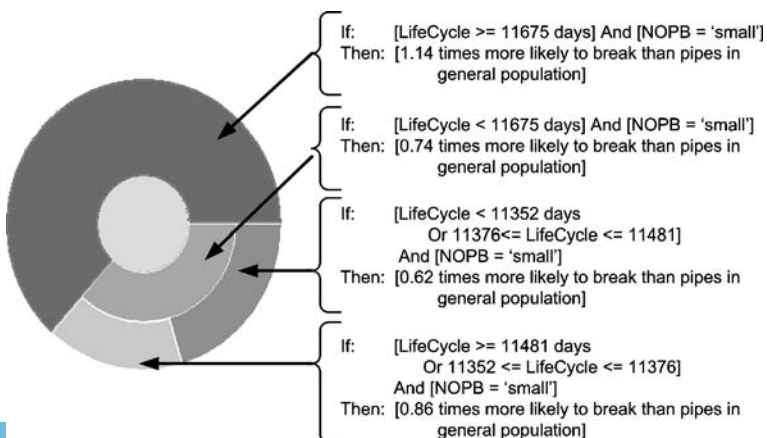 If: [LifeCycle >= 11675 days] And [NOPB = 'small']
Then: [1.14 times more likely to break than pipes in
general population]
If: [LifeCycle < 11675 days] And [NOPB = 'small']
Then: [0.74 times more likely to break than pipes in
general population]
If: [LifeCycle < 11352 days
Or 11376<= LifeCycle <= 11481]
And [NOPB = 'small']
Then: [0.62 times more likely to break than pipes in
general population]
If: [LifeCycle >= 11481 days
Or 11352 <= LifeCycle <= 11376]
And [NOPB = 'small']
Then: [0.86 times more likely to break than pipes in
general population]